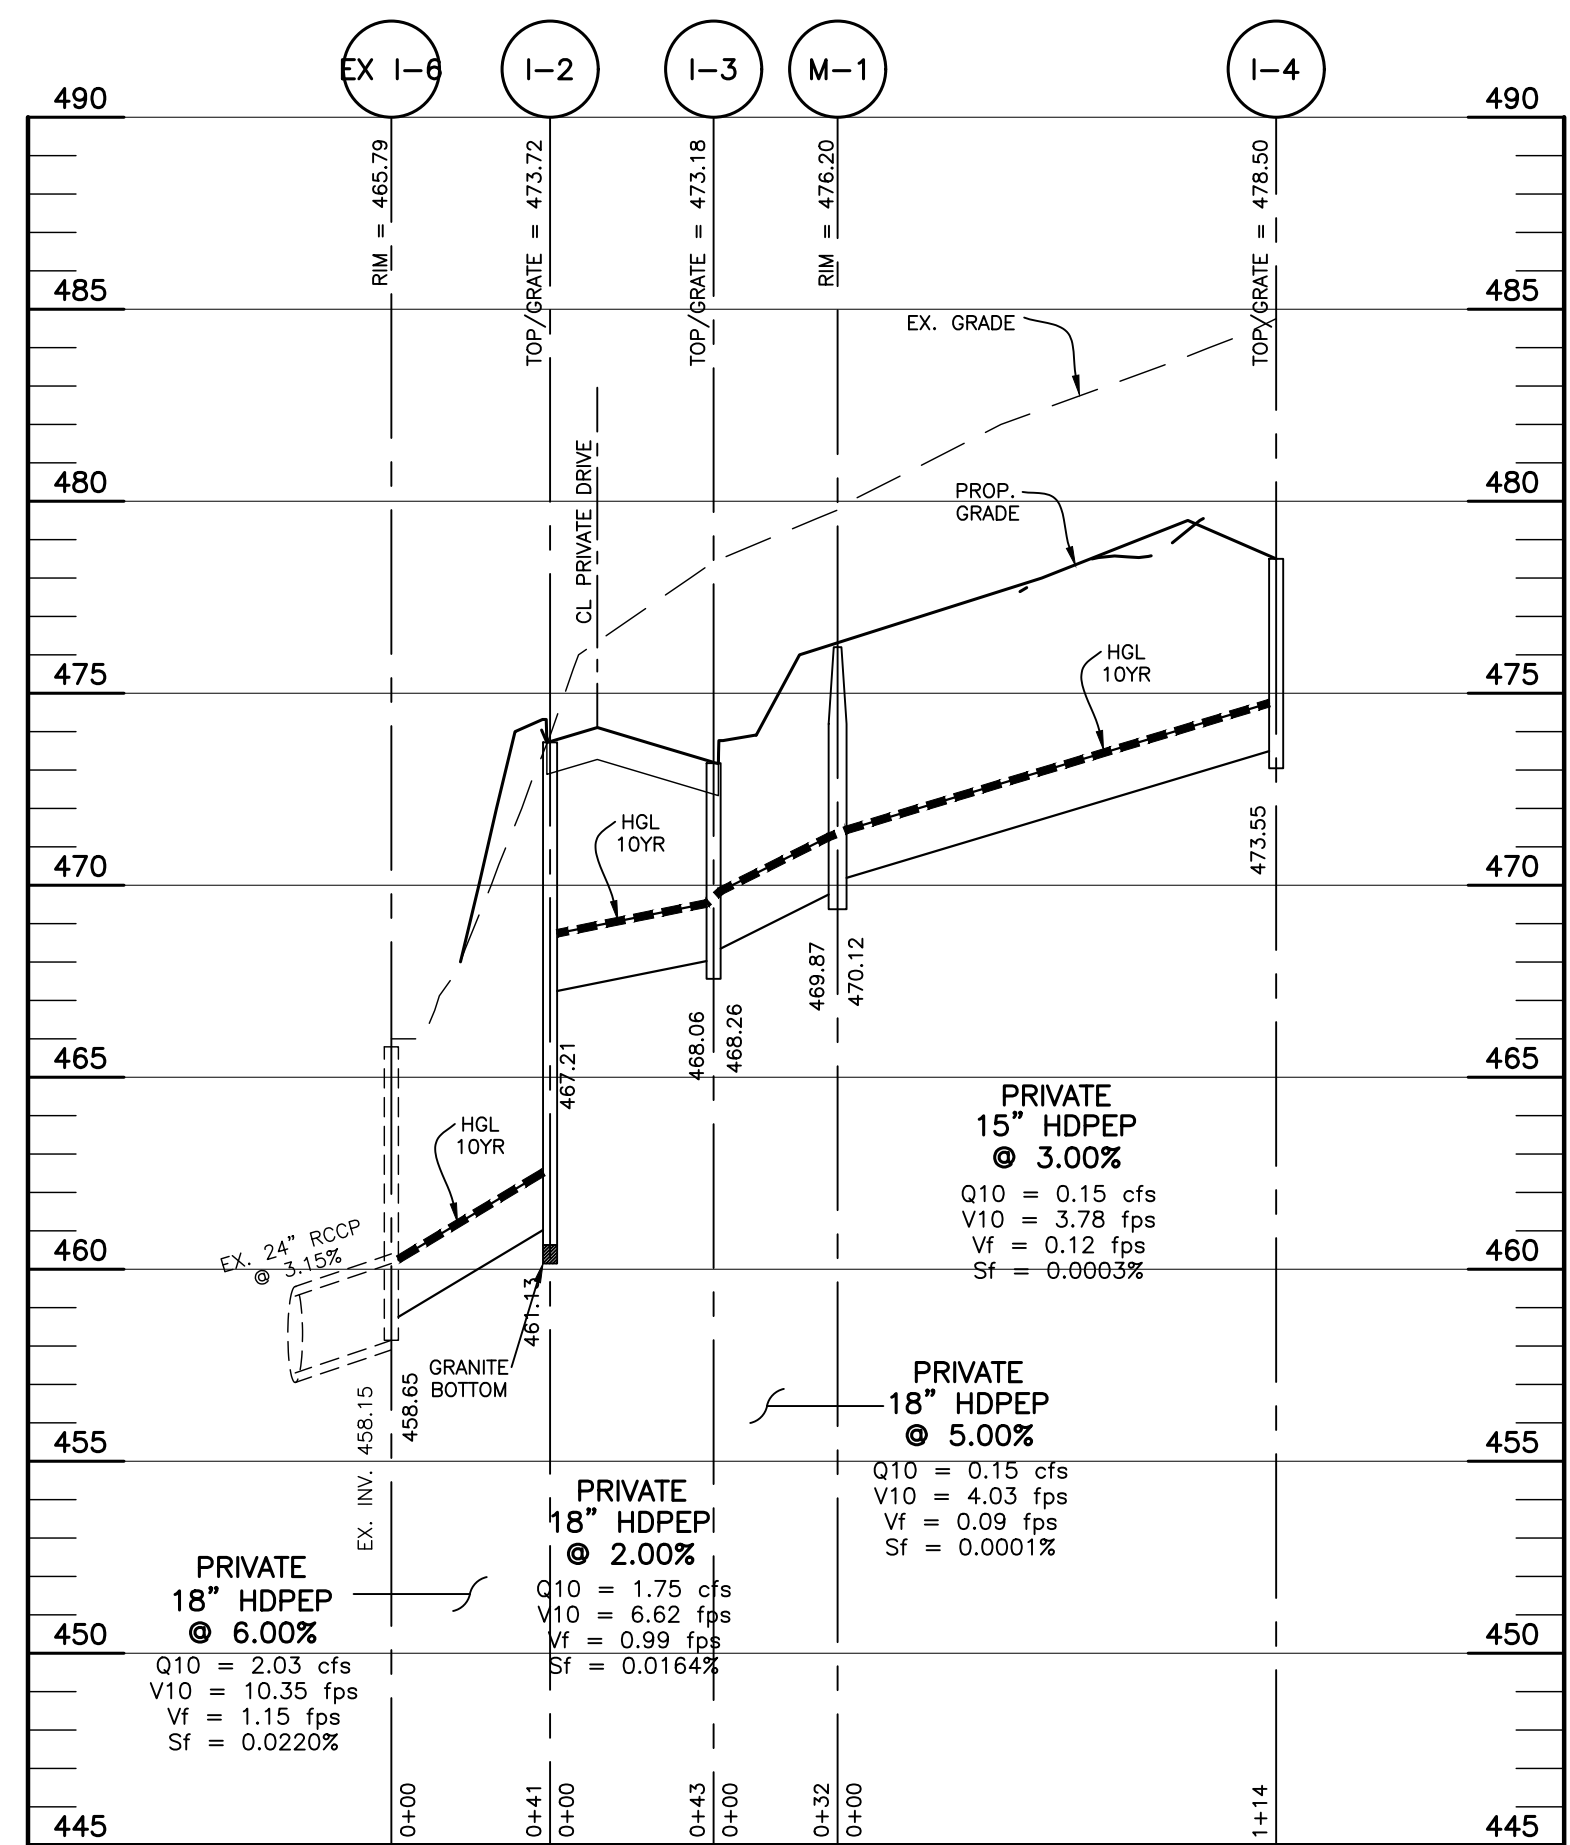 EX I-6
I-2
I-3
M-1
I-4
490
490
485
485
480
480
475
475
470
470
465
465
460
460
455
455
450
450
445
445
RIM = 465.79
TOP/GRATE = 473.72
TOP/GRATE = 473.18
RIM = 476.20
TOP/GRATE = 478.50
EX. GRADE
CL PRIVATE DRIVE
PROP.
GRADE
HGL
10YR
HGL
10YR
HGL
10YR
473.55
469.87
470.12
468.06
468.26
467.21
461.13
EX. 24" RCCP
@ 3.15%
GRANITE
BOTTOM
EX. INV. 458.15
458.65
PRIVATE
15" HDPEP
@ 3.00%
Q10 = 0.15 cfs
V10 = 3.78 fps
Vf = 0.12 fps
Sf = 0.0003%
PRIVATE
18" HDPEP
@ 5.00%
Q10 = 0.15 cfs
V10 = 4.03 fps
Vf = 0.09 fps
Sf = 0.0001%
PRIVATE
18" HDPEP
@ 2.00%
Q10 = 1.75 cfs
V10 = 6.62 fps
Vf = 0.99 fps
Sf = 0.0164%
PRIVATE
18" HDPEP
@ 6.00%
Q10 = 2.03 cfs
V10 = 10.35 fps
Vf = 1.15 fps
Sf = 0.0220%
0+00
0+41
0+00
0+43
0+00
0+32
0+00
1+14